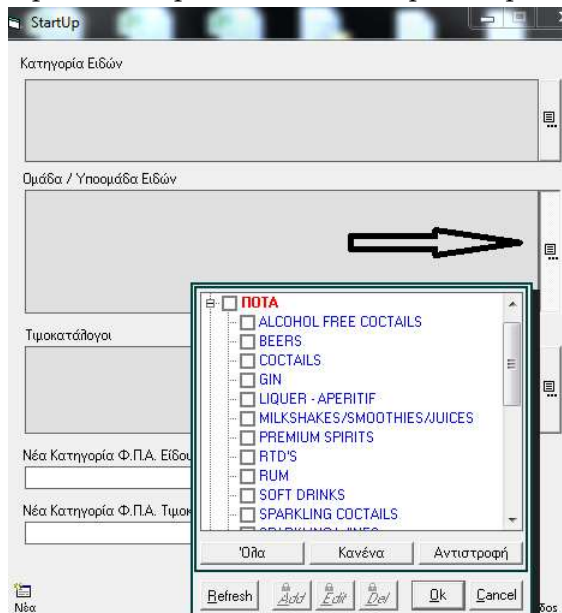 StartUp
Κατηγορία Ειδών
Ομάδα / Υποομάδα Ειδών
ΠΟΤΑ
ALCOHOL FREE COCTAILS
BEERS
COCTAILS
GIN
LIQUER - APERITIF
MILKSHAKES/SMOOTHIES/JUICES
PREMIUM SPIRITS
RTD'S
RUM
SOFT DRINKS
SPARKLING COCTAILS
Τιμοκατάλογοι
Νέα Κατηγορία Φ.Π.Α. Είδου
Νέα Κατηγορία Φ.Π.Α. Τιμοκ
'Όλα Κανένα Αντιστροφή
Refresh Add Edit Del Ok Cancel
Νέα